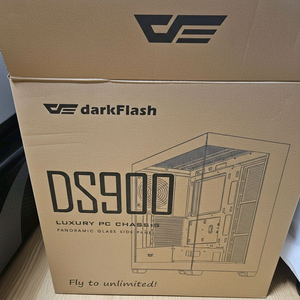 darkFlash
DS900
LUXURY PC CHASSIS
PANORAMIC GLASS SIDE PANEL
Fly to unlimited!